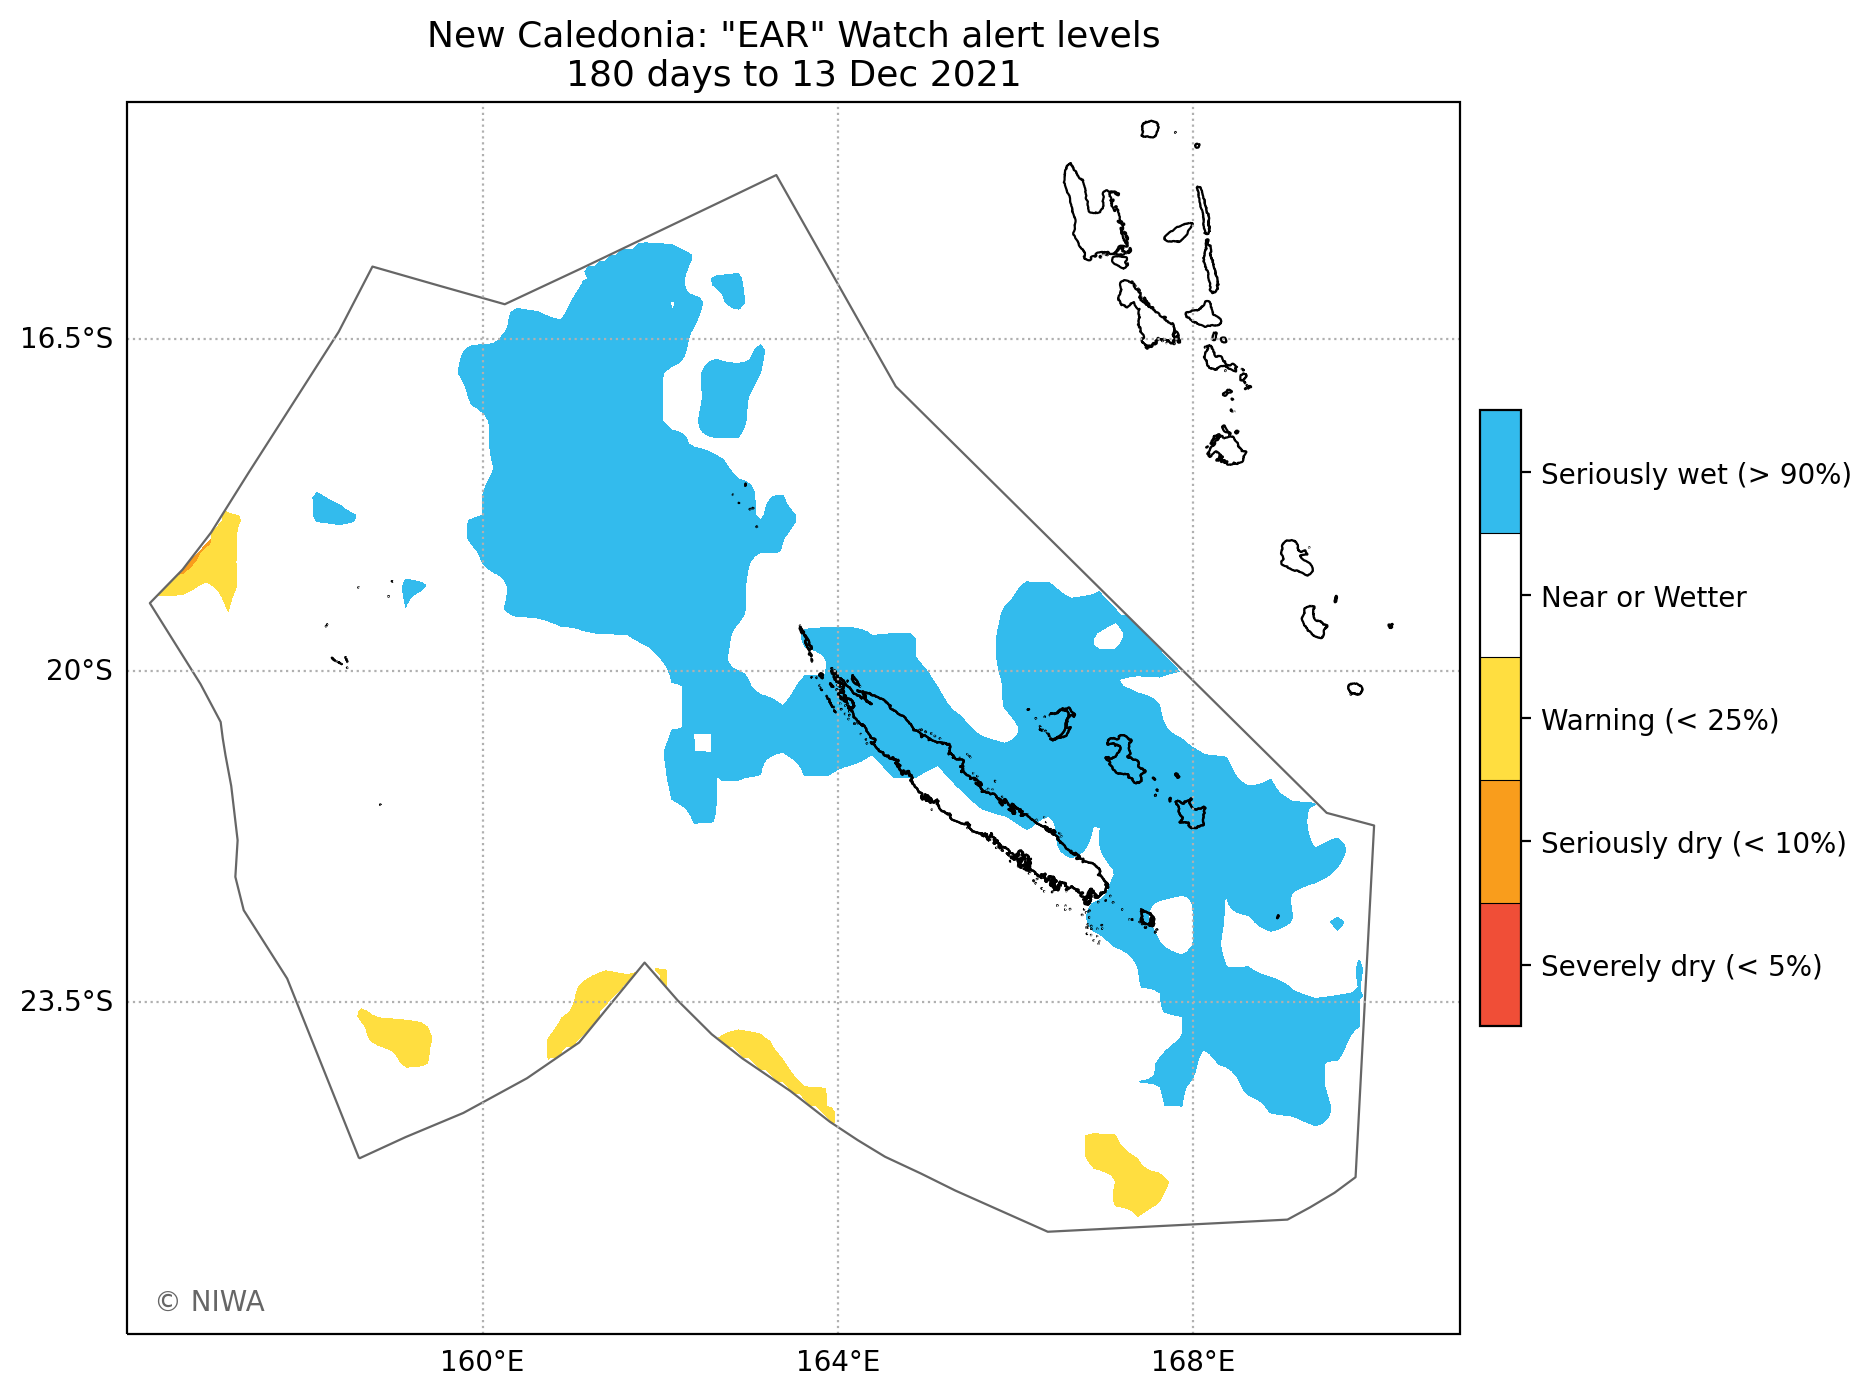 New Caledonia: "EAR" Watch alert levels
180 days to 13 Dec 2021
16.5°S
20°S
23.5°S
160°E
164°E
168°E
Seriously wet (> 90%)
Near or Wetter
Warning (< 25%)
Seriously dry (< 10%)
Severely dry (< 5%)
© NIWA